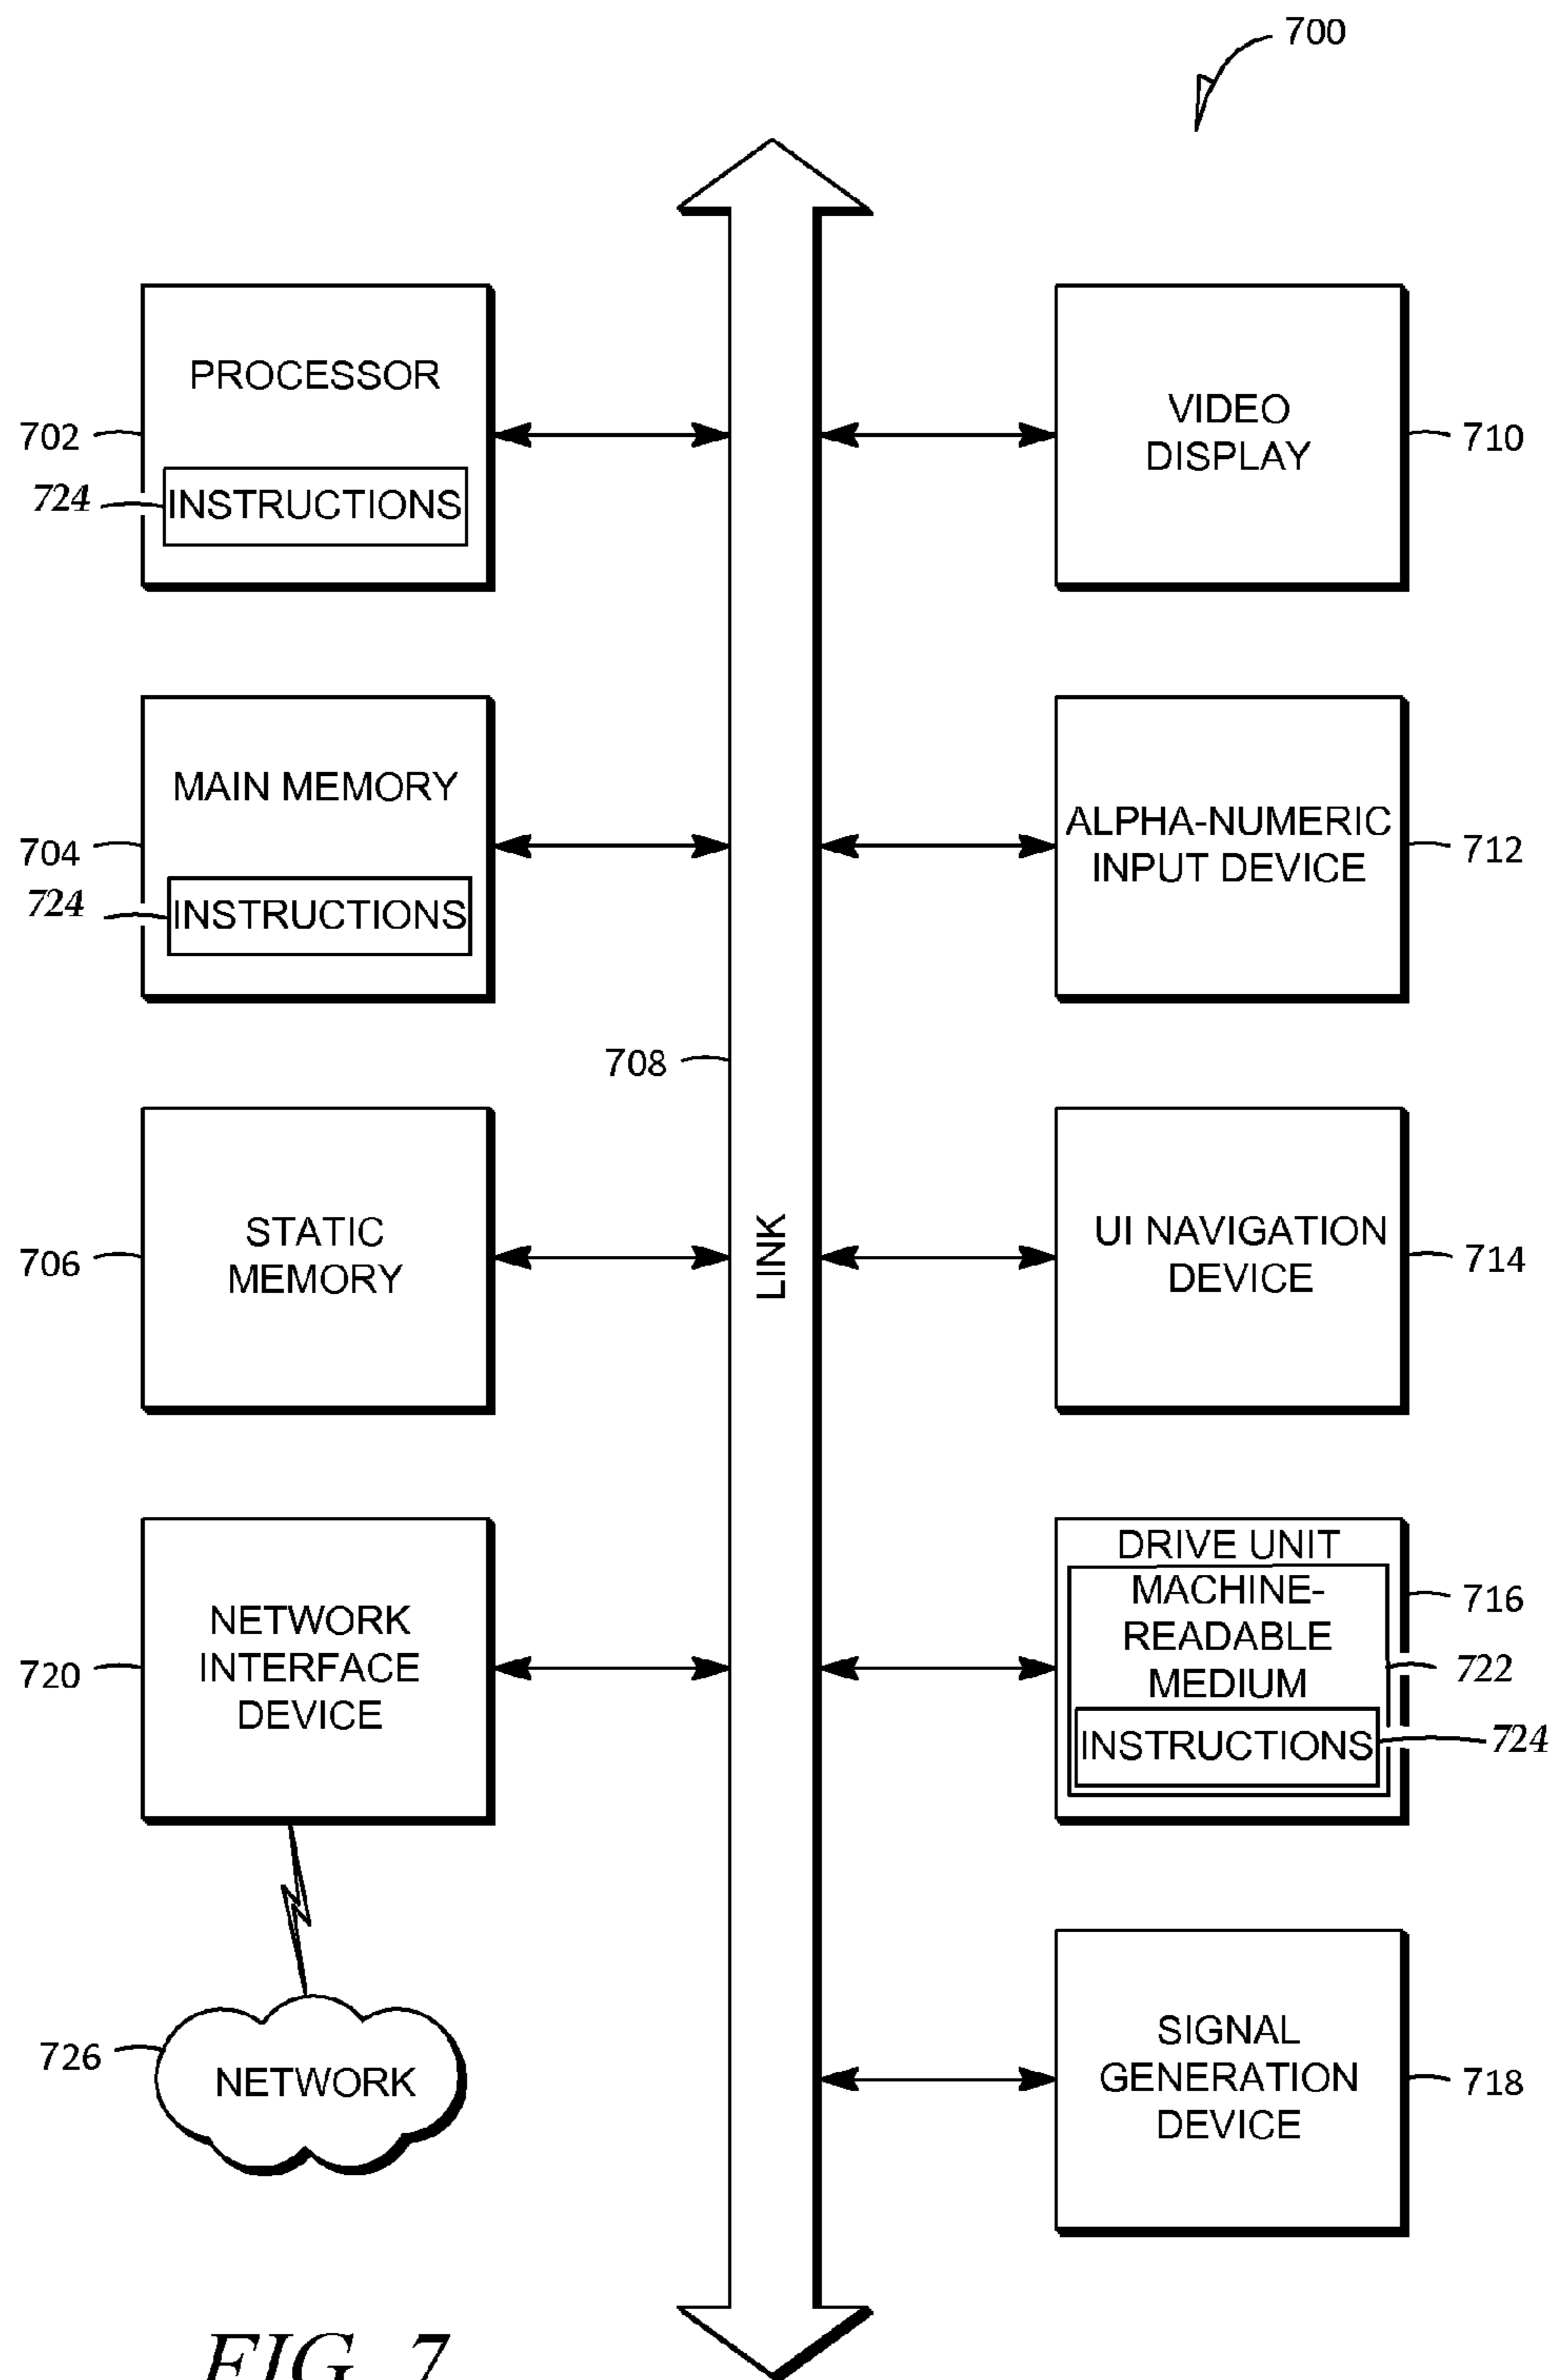 700
PROCESSOR
702
724
INSTRUCTIONS
VIDEO
DISPLAY
710
MAIN MEMORY
704
724
INSTRUCTIONS
ALPHA-NUMERIC
INPUT DEVICE
712
708
LINK
STATIC
MEMORY
706
UI NAVIGATION
DEVICE
714
NETWORK
INTERFACE
DEVICE
720
DRIVE UNIT
716
MACHINE-
READABLE
MEDIUM
722
INSTRUCTIONS
724
726
NETWORK
SIGNAL
GENERATION
DEVICE
718
FIG. 7